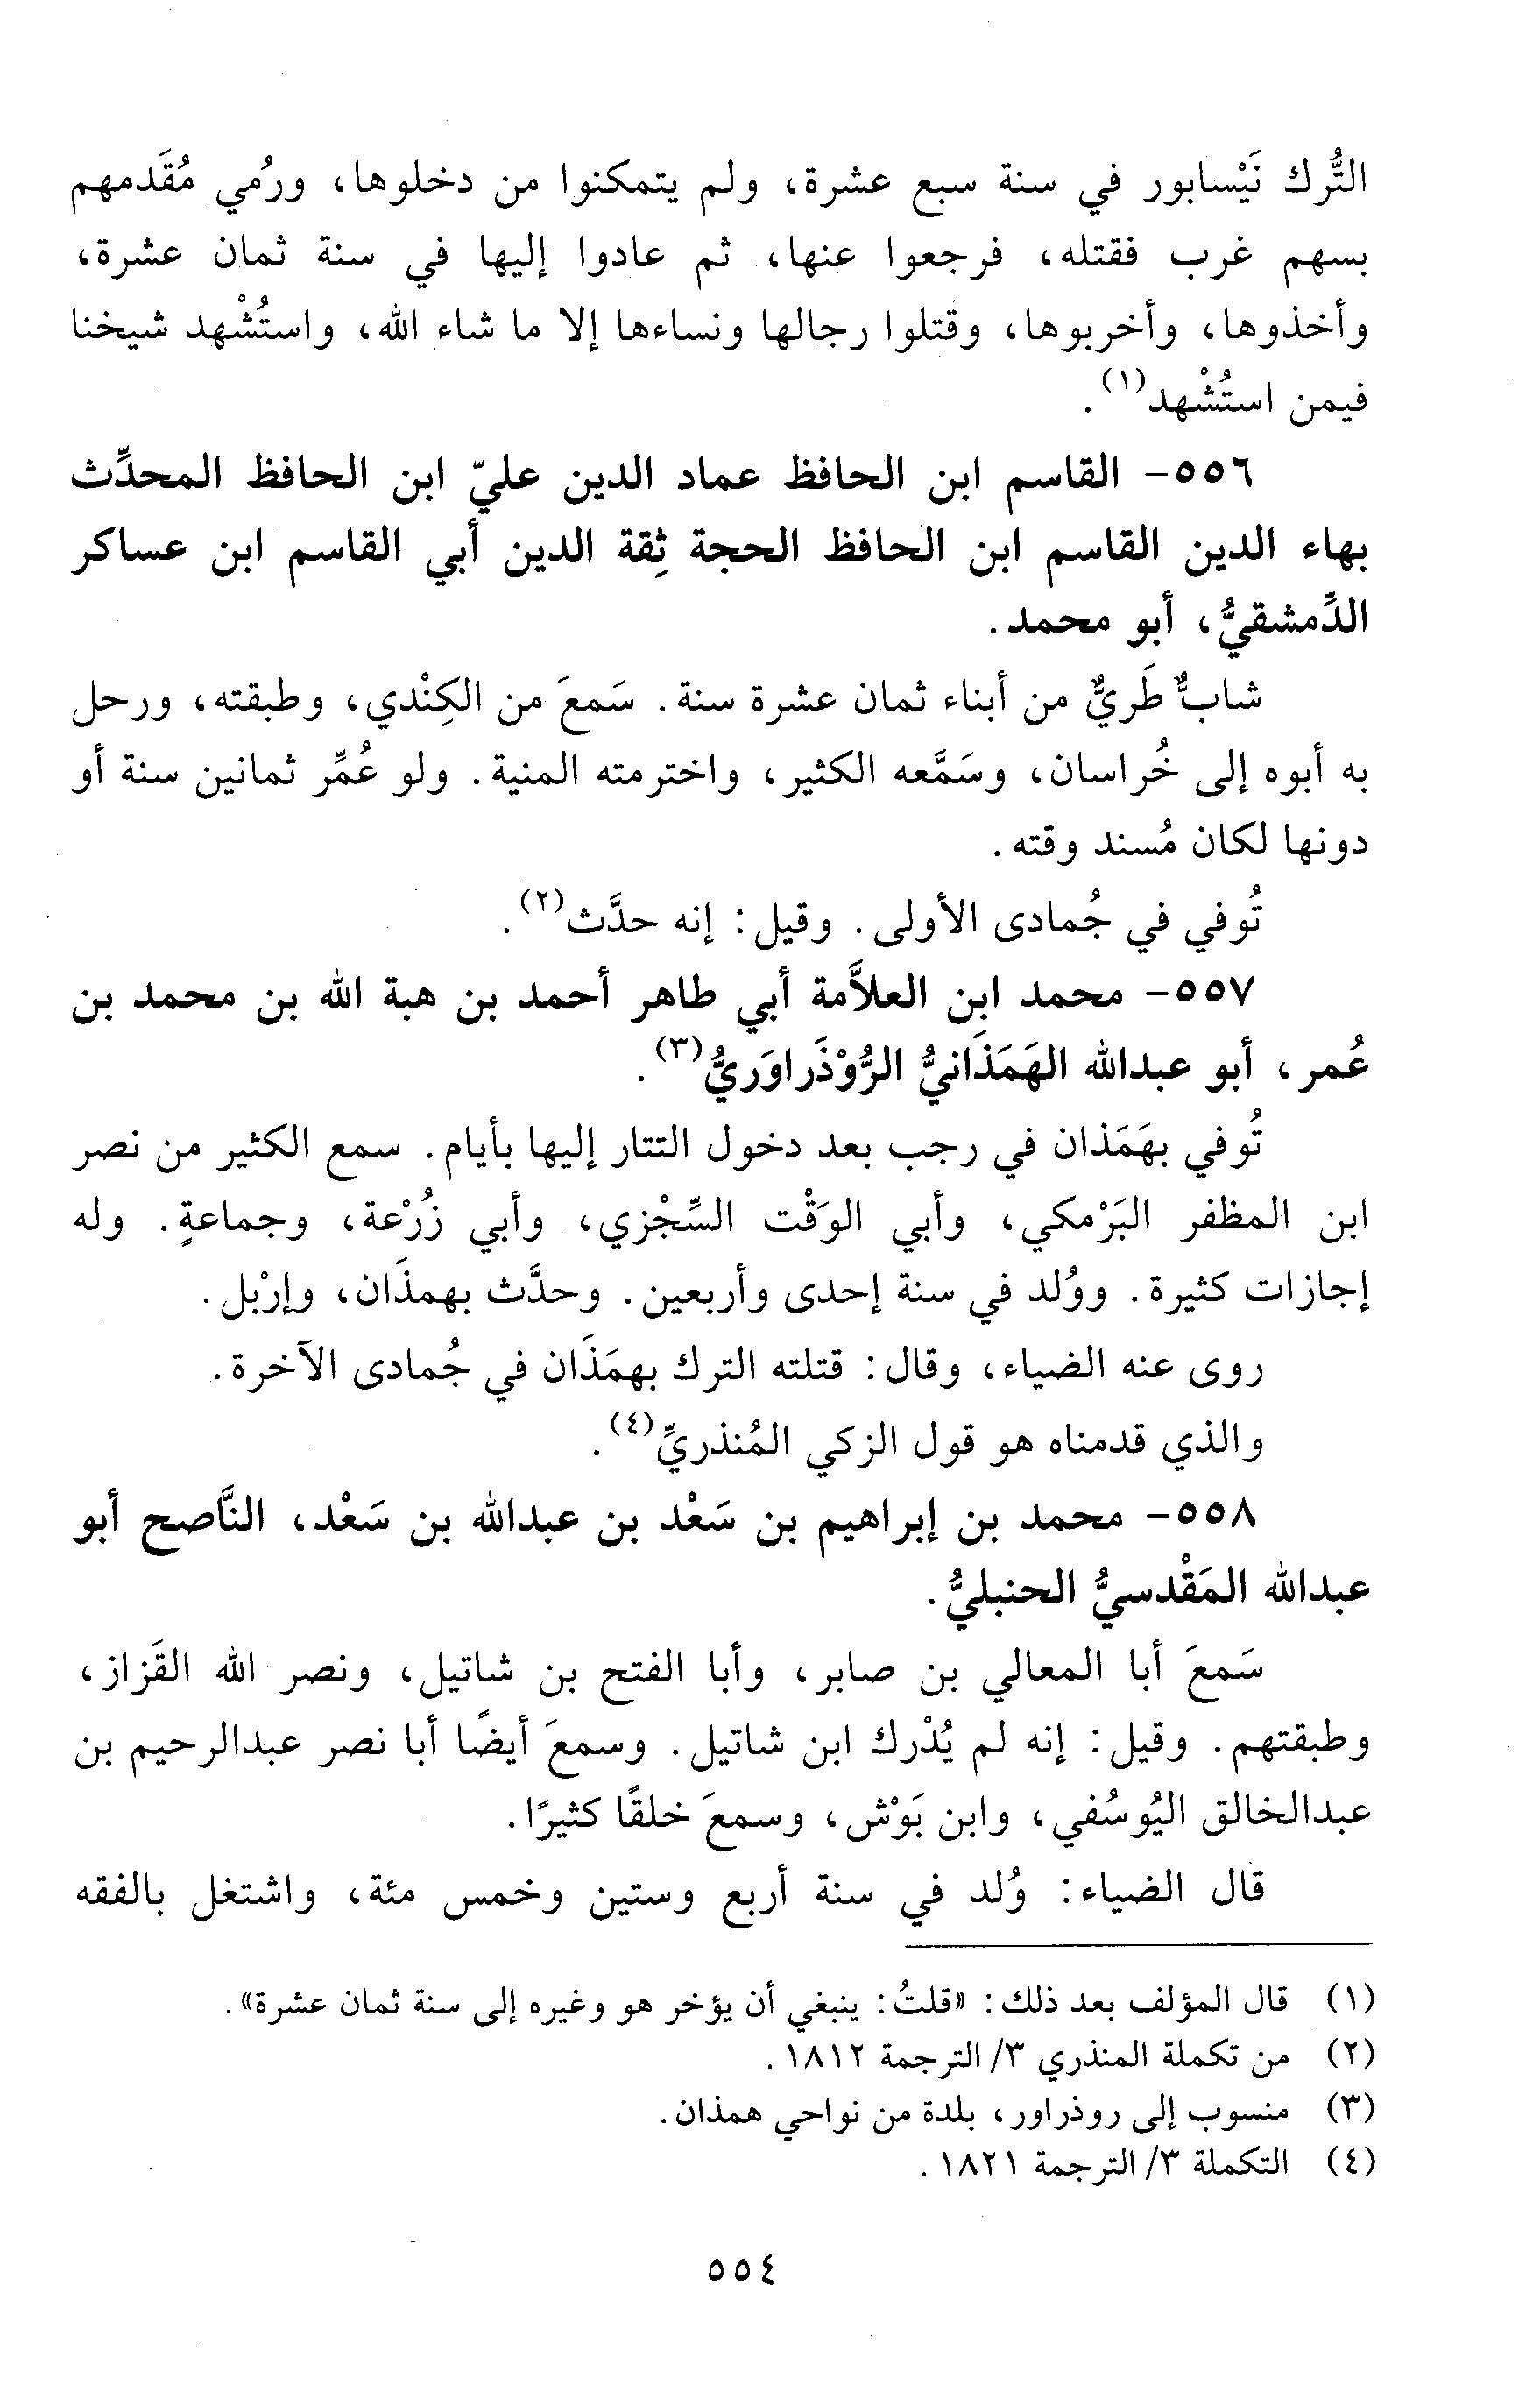 التُّرك نَيْسابور في سنة سبع عشرة، ولم يتمكنوا من دخلوها، ورُمي مُقَدمهم
بسهم غرب فقتله، فرجعوا عنها، ثم عادوا إليها في سنة ثمان عشرة،
وأخذوها، وأخربوها، وقتلوا رجالها ونساءها إلا ما شاء الله، واستُشْهد شيخنا
فيمن استُشْهد(١).
٥٥٦- القاسم ابن الحافظ عماد الدين عليّ ابن الحافظ المحدِّث
بهاء الدين القاسم ابن الحافظ الحجة ثِقة الدين أبي القاسم ابن عساكر
الدِّمشقيُّ، أبو محمد.
شابٌّ طَريٌّ من أبناء ثمان عشرة سنة. سَمعَ من الكِنْدي، وطبقته، ورحل
به أبوه إلى خُراسان، وسَمَّعه الكثير، واخترمته المنية. ولو عُمِّر ثمانين سنة أو
دونها لكان مُسند وقته.
تُوفي في جُمادى الأولى. وقيل: إنه حدَّث(٢).
٥٥٧- محمد ابن العلاَّمة أبي طاهر أحمد بن هبة الله بن محمد بن
عُمر، أبو عبدالله الهَمَذَانيُّ الرُّوْذَراوَريُّ(٣).
تُوفي بهَمَذان في رجب بعد دخول التتار إليها بأيام. سمع الكثير من نصر
ابن المظفر البَرْمكي، وأبي الوَقْت السِّجْزي، وأبي زُرْعة، وجماعةٍ. وله
إجازات كثيرة. ووُلد في سنة إحدى وأربعين. وحدَّث بهمذَان، وإرْبل.
روى عنه الضياء، وقال: قتلته الترك بهمَذَان في جُمادى الآخرة.
والذي قدمناه هو قول الزكي المُنذريِّ(٤).
٥٥٨- محمد بن إبراهيم بن سَعْد بن عبدالله بن سَعْد، النَّاصح أبو
عبدالله المَقْدسيُّ الحنبليُّ.
سَمعَ أبا المعالي بن صابر، وأبا الفتح بن شاتيل، ونصر الله القَزاز،
وطبقتهم. وقيل: إنه لم يُدْرك ابن شاتيل. وسمعَ أيضًا أبا نصر عبدالرحيم بن
عبدالخالق اليُوسُفي، وابن بَوْش، وسمعَ خلقًا كثيرًا.
قال الضياء: وُلد في سنة أربع وستين وخمس مئة، واشتغل بالفقه
(١) قال المؤلف بعد ذلك: «قلتُ: ينبغي أن يؤخر هو وغيره إلى سنة ثمان عشرة».
(٢) من تكملة المنذري ٣/ الترجمة ١٨١٢.
(٣) منسوب إلى روذراور، بلدة من نواحي همذان.
(٤) التكملة ٣/ الترجمة ١٨٢١.
٥٥٤